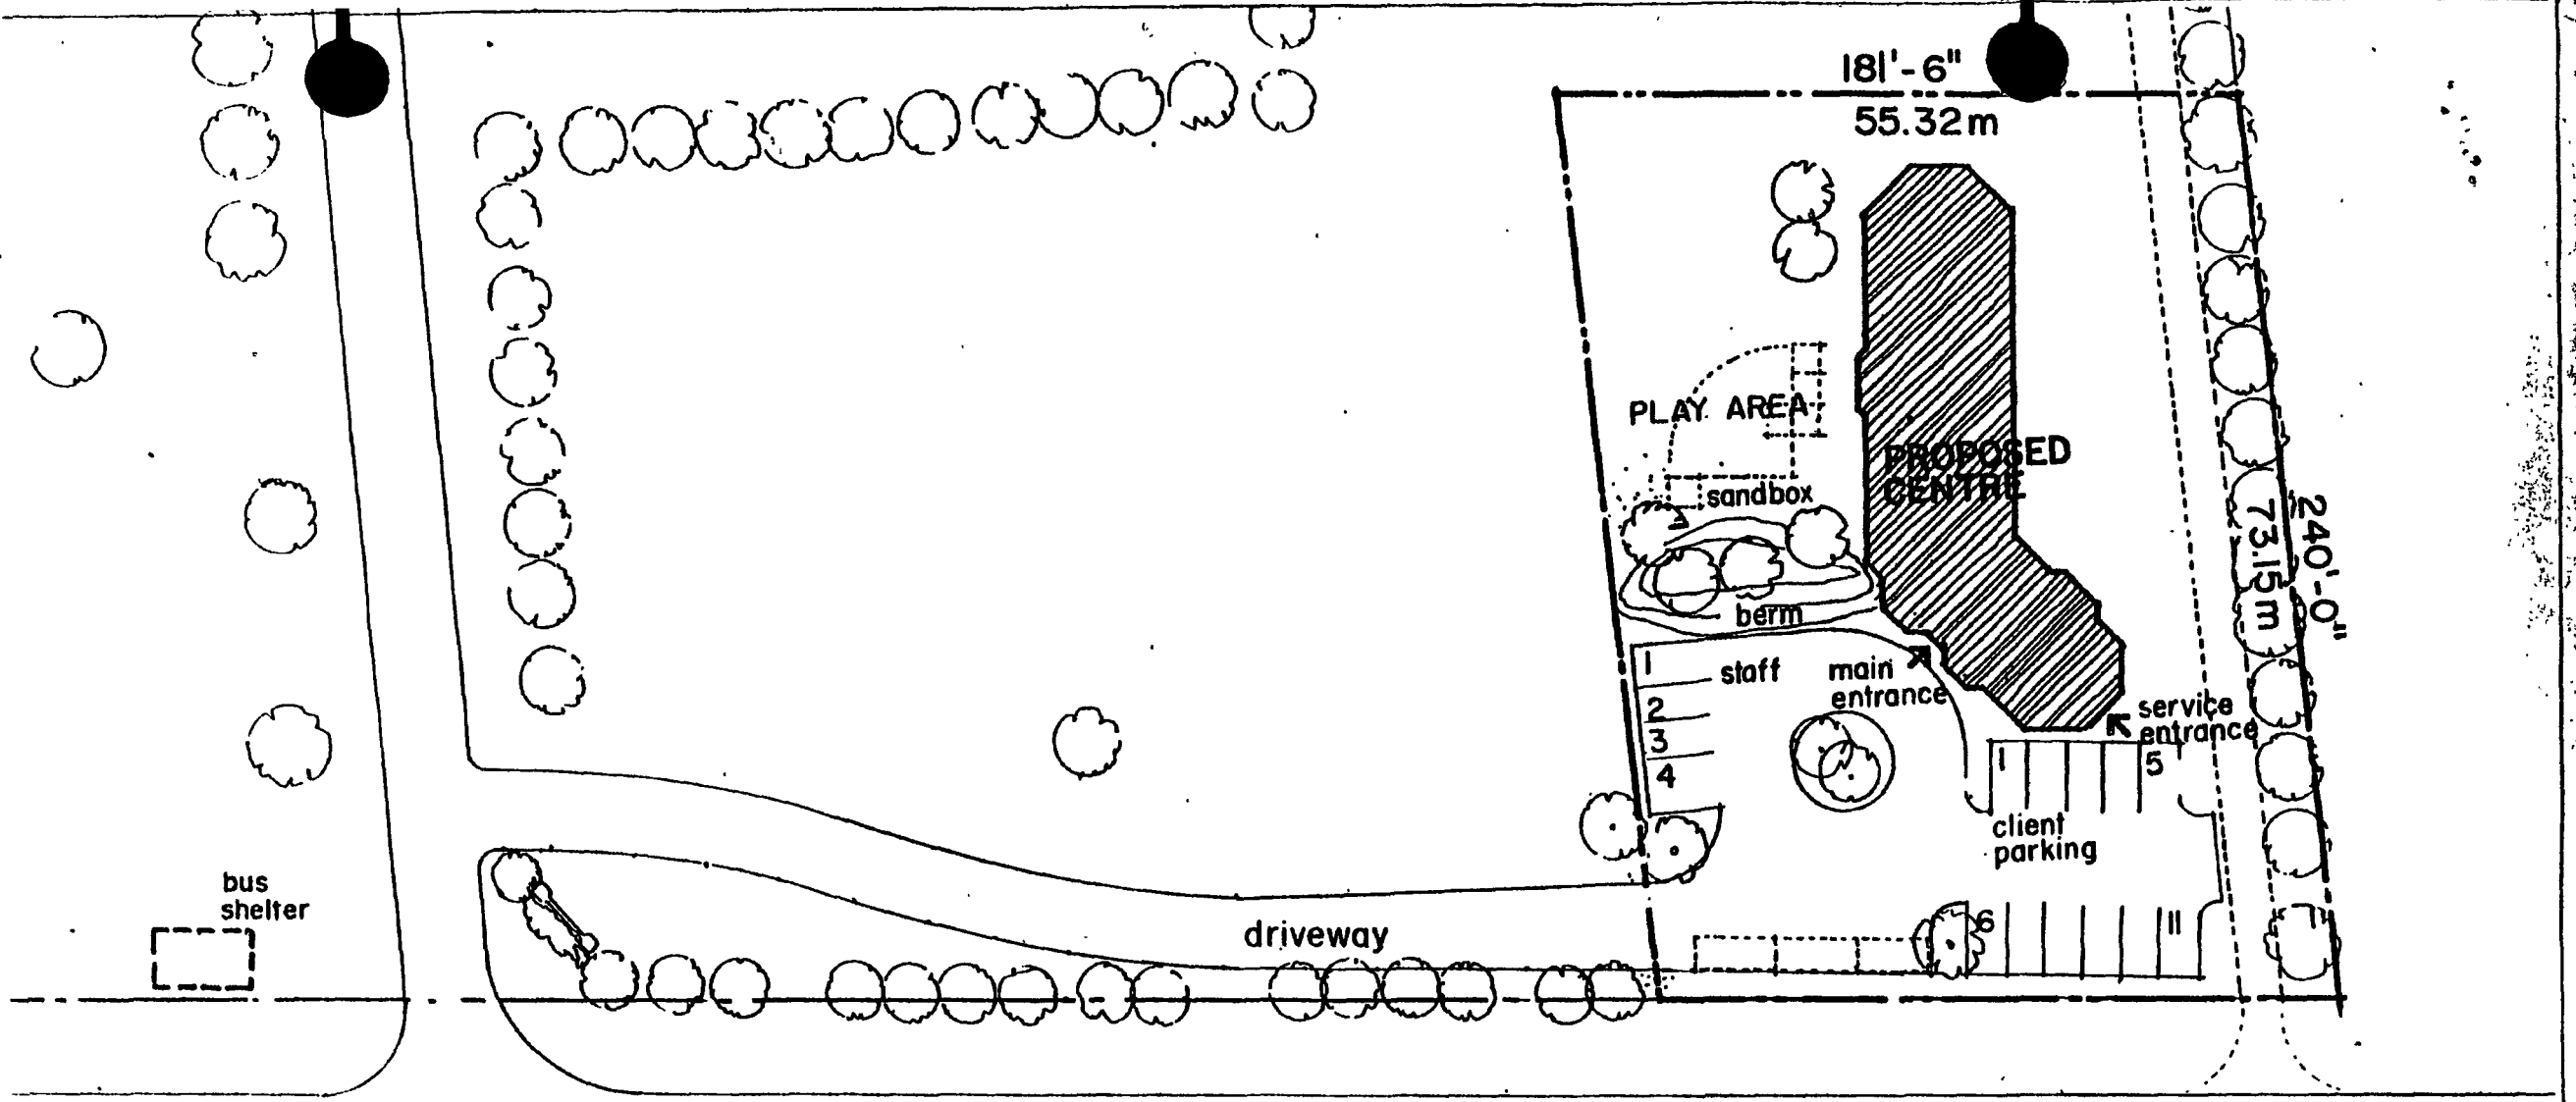 181'-6"
55.32m
PLAY AREA
PROPOSED
CENTRE
sandbox
240'-0"
73.15m
berm
1
staff
main
entrance
2
3
4
service
entrance
1
5
client
parking
bus
shelter
driveway
6
11